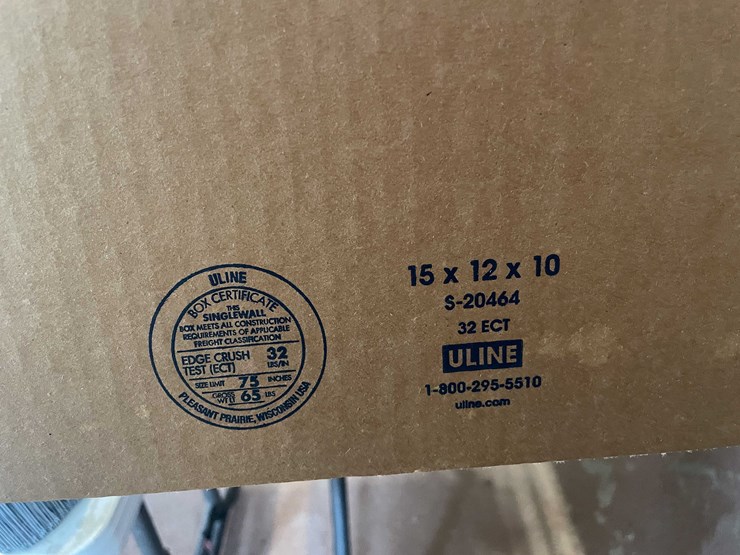 ULINE
BOX CERTIFICATE
THIS
SINGLEWALL
BOX MEETS ALL CONSTRUCTION
REQUIREMENTS OF APPLICABLE
FREIGHT CLASSIFICATION
EDGE CRUSH TEST (ECT) 32 LBS/IN
SIZE LIMIT 75 INCHES
GROSS WT LT 65 LBS
PLEASANT PRAIRIE, WISCONSIN USA
15 x 12 x 10
S-20464
32 ECT
ULINE
1-800-295-5510
uline.com